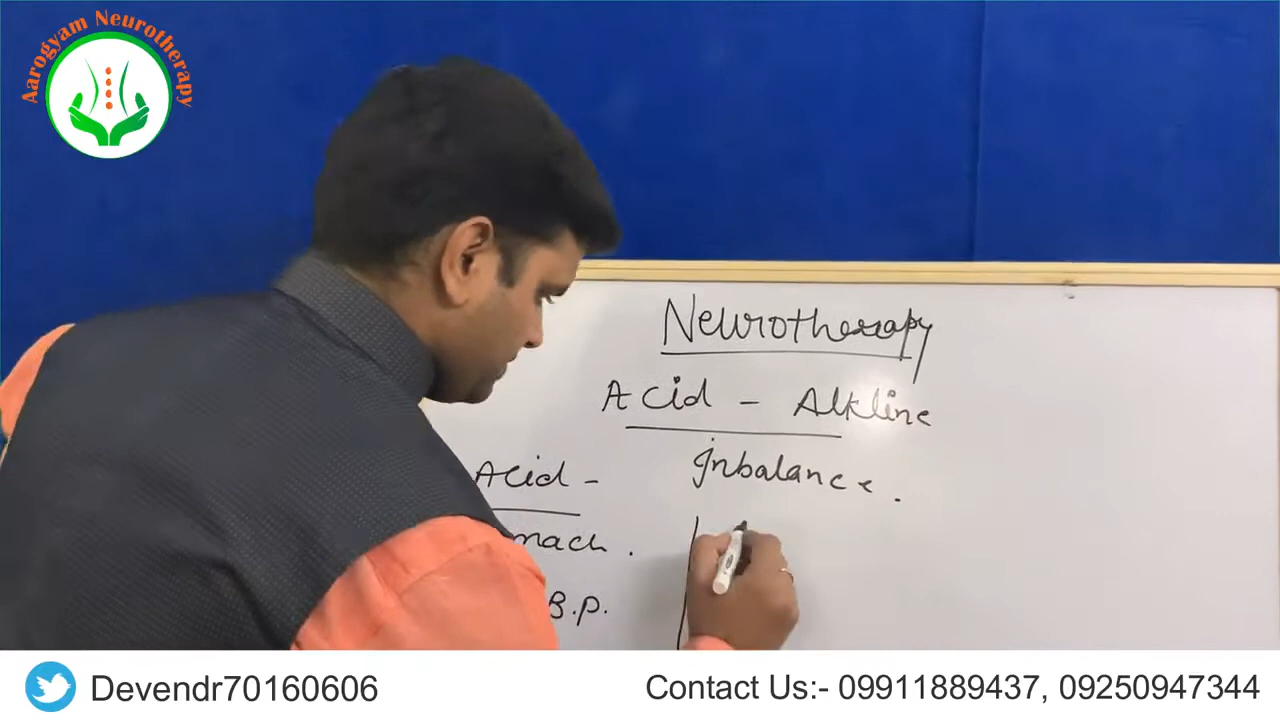 Aarogyam Neurotherapy
Neurotherapy
Acid - Alkline
Inbalance.
Acid -
mach.
B.p.
Devendr70160606
Contact Us:- 09911889437, 09250947344